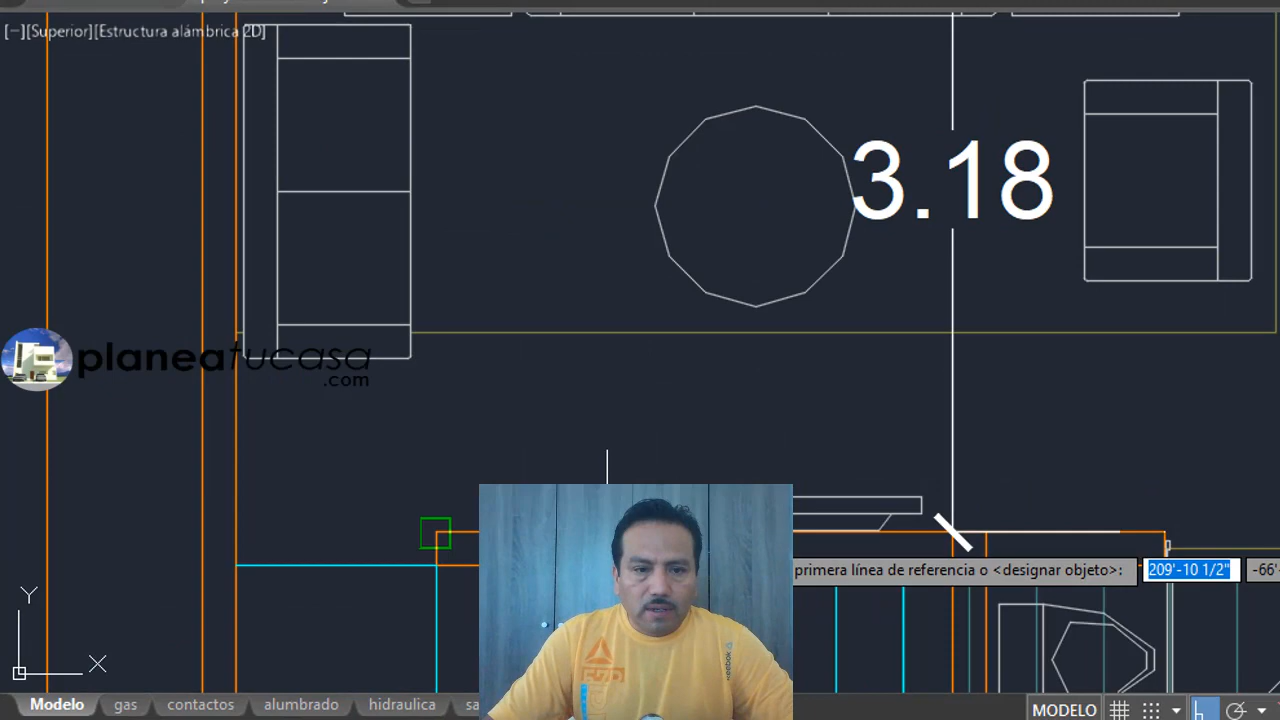 [−][Superior][Estructura alámbrica 2D]
3.18
planeatucasa
.com
primera línea de referencia o <designar objeto>:
209'-10 1/2"
-66'
Y
X
Modelo
gas
contactos
alumbrado
hidraulica
sa
MODELO
Reebok